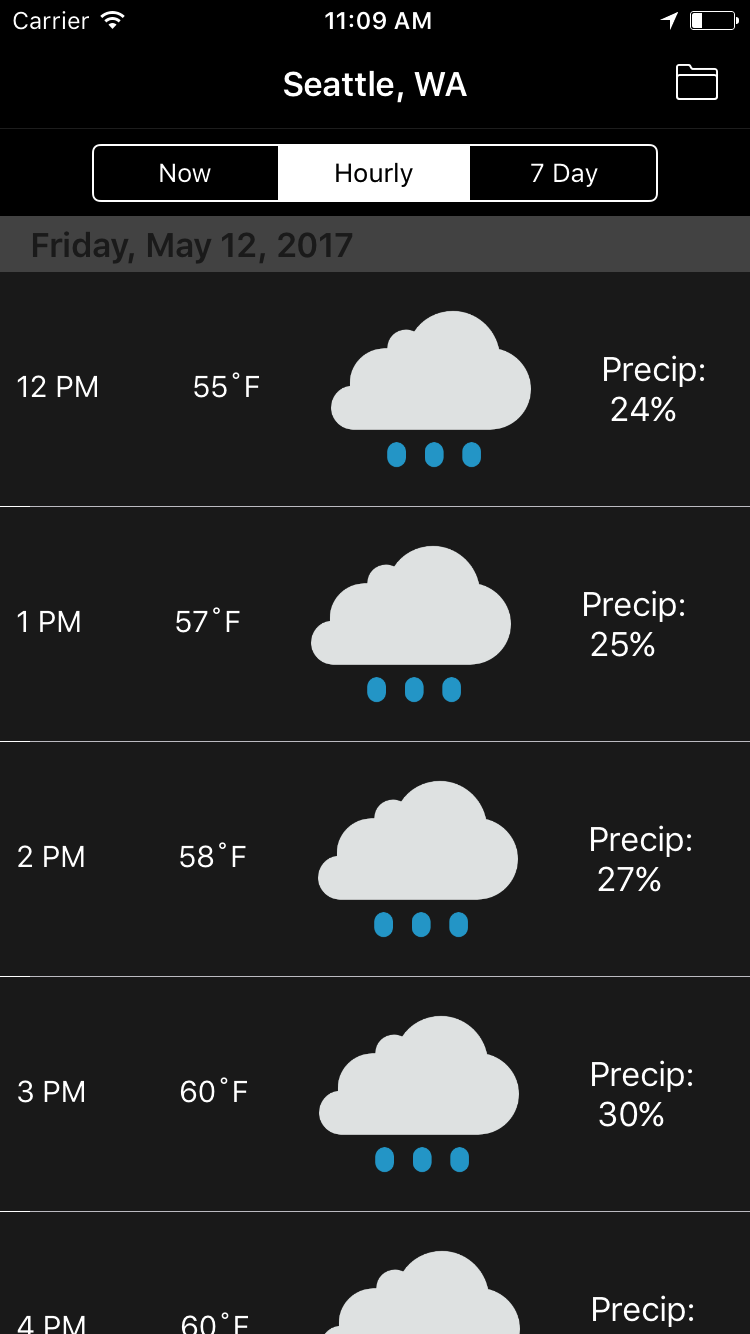 Carrier 11:09 AM
Seattle, WA
Now Hourly 7 Day
Friday, May 12, 2017
12 PM 55˚F Precip: 24%
1 PM 57˚F Precip: 25%
2 PM 58˚F Precip: 27%
3 PM 60˚F Precip: 30%
4 PM 60˚F Precip: